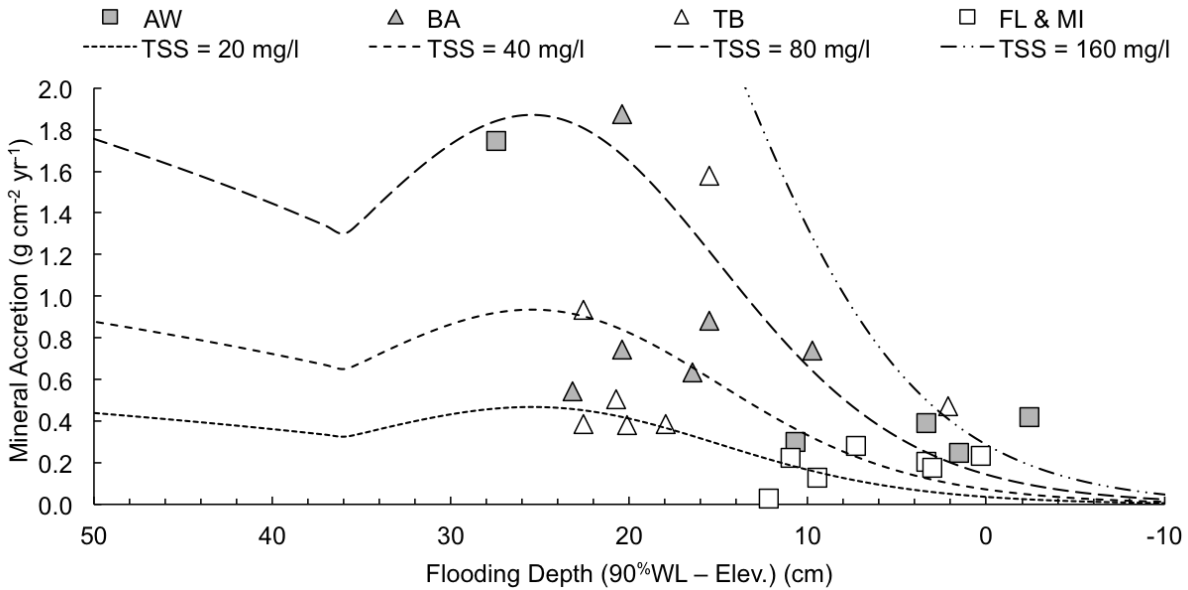 AW BA TB FL & MI
TSS = 20 mg/l TSS = 40 mg/l TSS = 80 mg/l TSS = 160 mg/l
Mineral Accretion (g cm⁻² yr⁻¹)
2.0
1.8
1.6
1.4
1.2
1.0
0.8
0.6
0.4
0.2
0.0
50 40 30 20 10 0 -10
Flooding Depth (90%WL – Elev.) (cm)